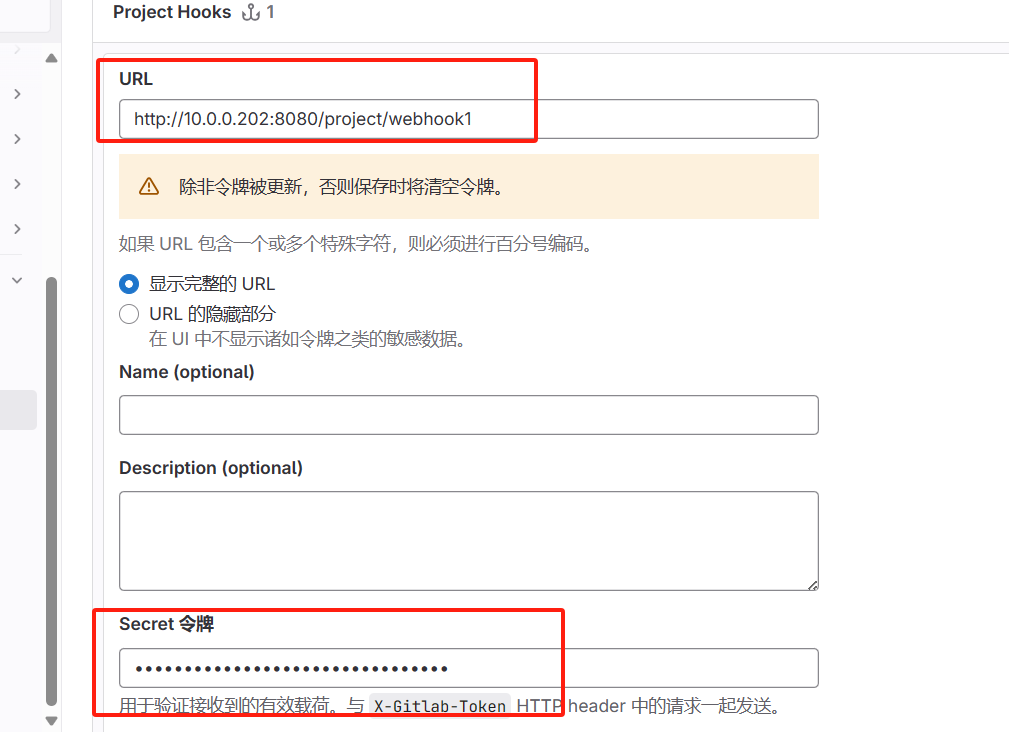 Project Hooks 1
URL
http://10.0.0.202:8080/project/webhook1
除非令牌被更新，否则保存时将清空令牌。
如果 URL 包含一个或多个特殊字符，则必须进行百分号编码。
显示完整的 URL
URL 的隐藏部分
在 UI 中不显示诸如令牌之类的敏感数据。
Name (optional)
Description (optional)
Secret 令牌
••••••••••••••••••••••••••••••••
用于验证接收到的有效载荷。与 X-Gitlab-Token HTTP header 中的请求一起发送。